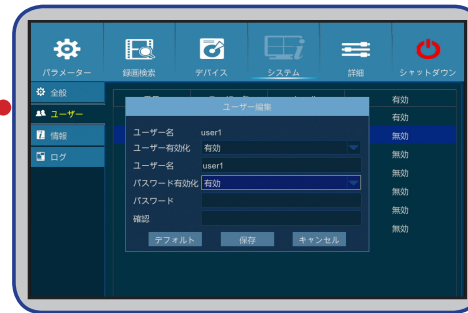 パラメーター 録画検索 デバイス システム 詳細 シャットダウン
全般
ユーザー
情報
ログ
有効
有効
無効
無効
無効
無効
無効
無効
ユーザー編集
ユーザー名 user1
ユーザー有効化 有効
ユーザー名 user1
パスワード有効化 有効
パスワード
確認
デフォルト 保存 キャンセル